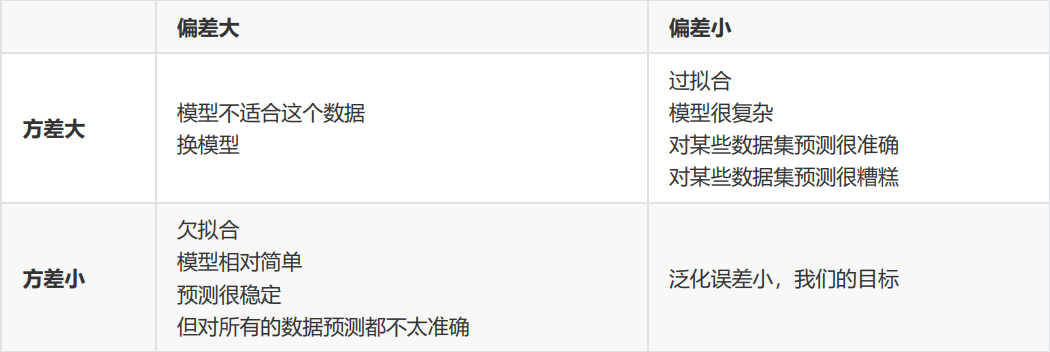 偏差大
偏差小
方差大
模型不适合这个数据
换模型
过拟合
模型很复杂
对某些数据集预测很准确
对某些数据集预测很糟糕
方差小
欠拟合
模型相对简单
预测很稳定
但对所有的数据预测都不太准确
泛化误差小，我们的目标